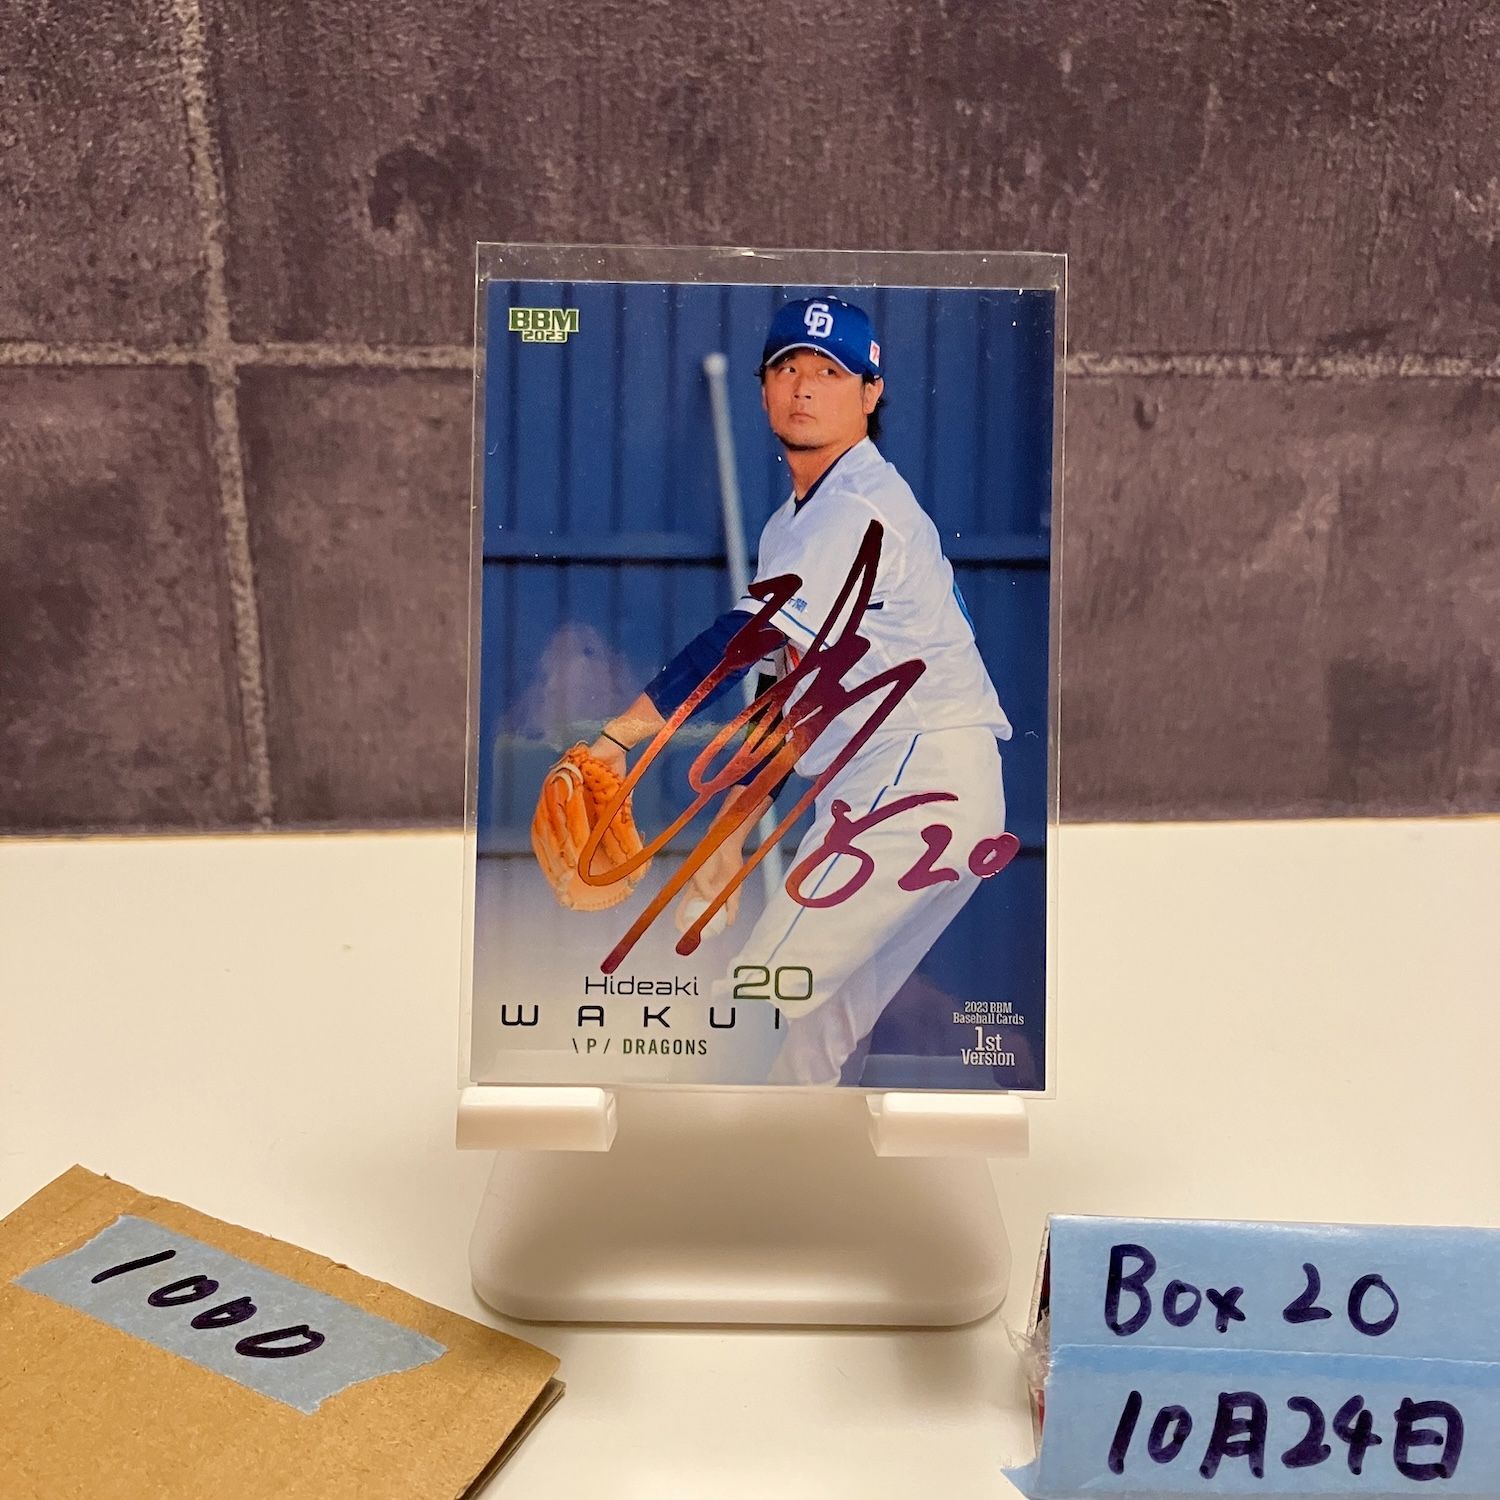 BBM
2023
CD
Hideaki 20
WAKUI
\ P / DRAGONS
20
2023 BBM
Baseball Cards
1st
Version
1000
Box 20
10月24日